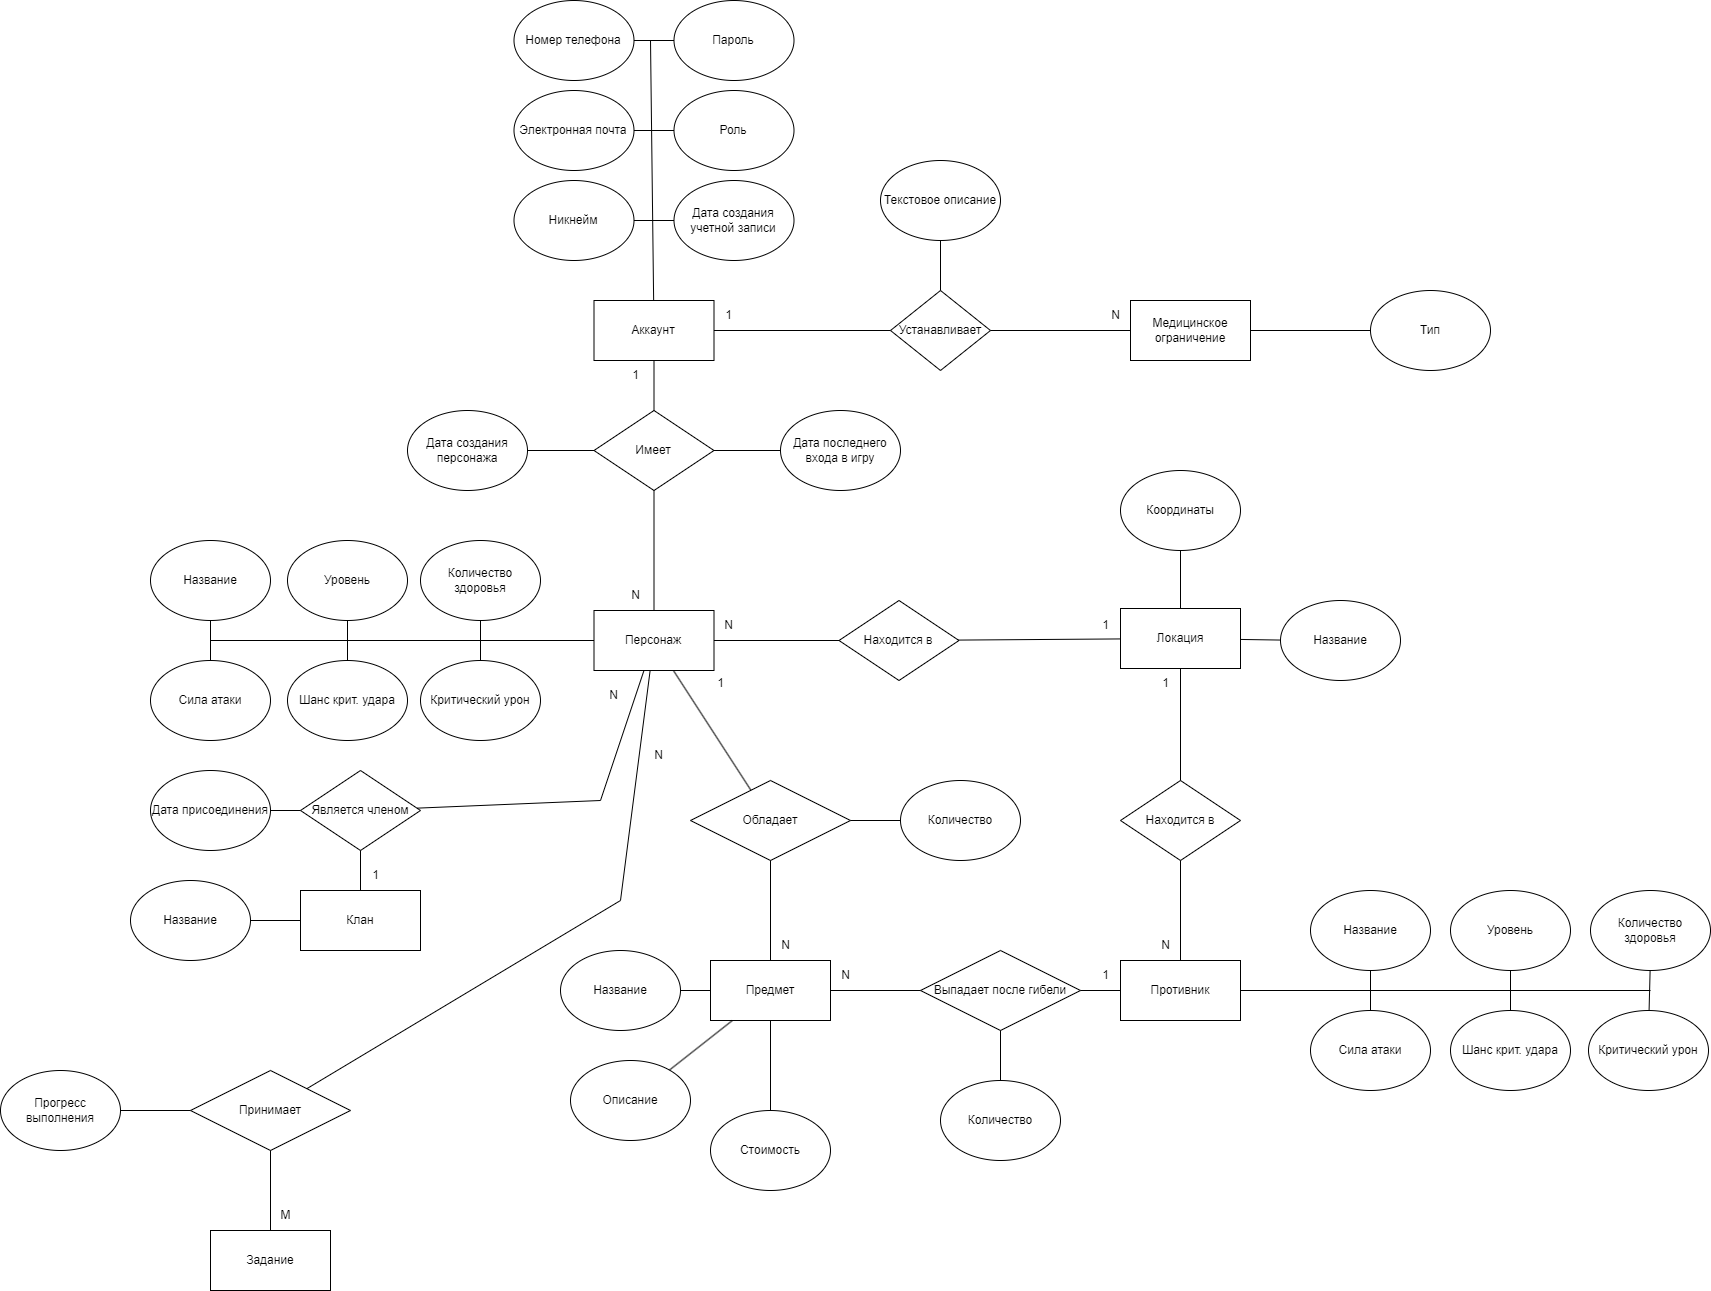 Номер телефона
Пароль
Электронная почта
Роль
Никнейм
Дата создания
учетной записи
Текстовое описание
Аккаунт
1
Устанавливает
N
Медицинское
ограничение
Тип
1
Дата создания
персонажа
Имеет
Дата последнего
входа в игру
Координаты
Название
Уровень
Количество
здоровья
N
Персонаж
N
Находится в
1
Локация
Название
Сила атаки
Шанс крит. удара
Критический урон
N
1
1
N
Дата присоединения
Является членом
Обладает
Количество
Находится в
1
Название
Клан
N
N
Название
Уровень
Количество
здоровья
Название
Предмет
N
Выпадает после гибели
1
Противник
Сила атаки
Шанс крит. удара
Критический урон
Описание
Количество
Стоимость
Прогресс
выполнения
Принимает
M
Задание